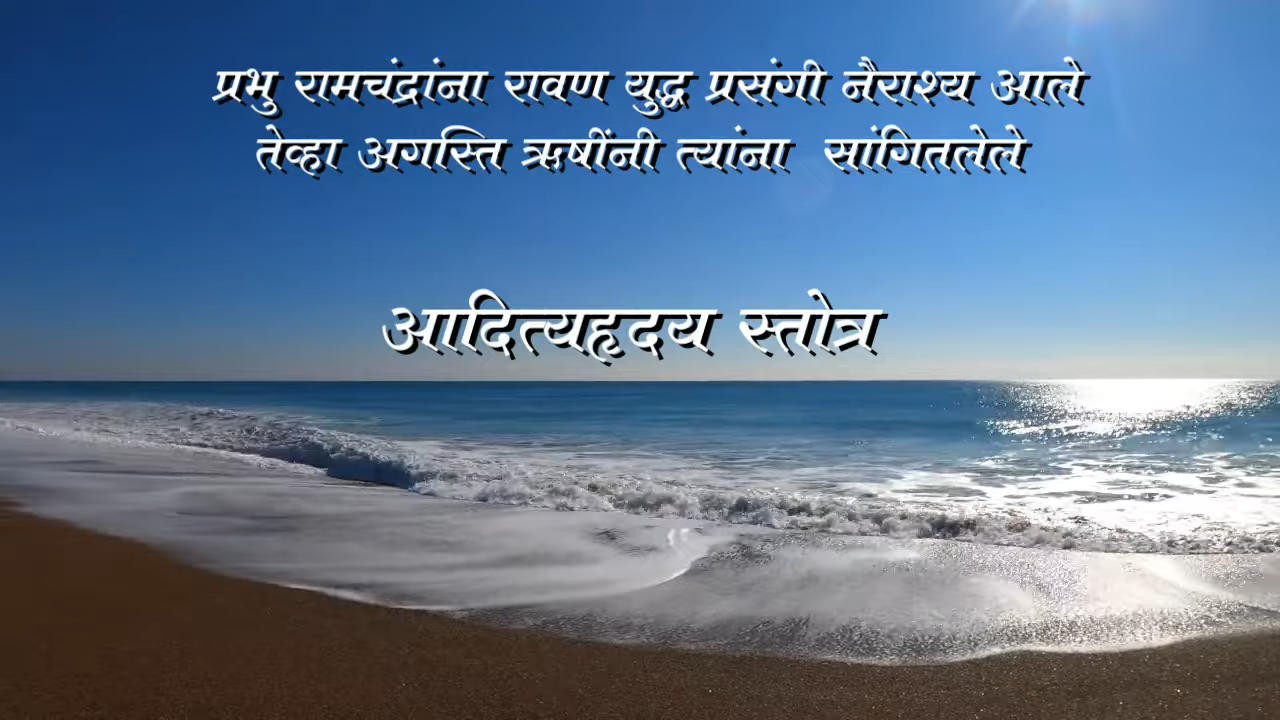 प्रभु रामचंद्रांना रावण युद्ध प्रसंगी नैराश्य आले
तेव्हा अगस्ति ऋषींनी त्यांना सांगितलेले
आदित्यहृदय स्तोत्र